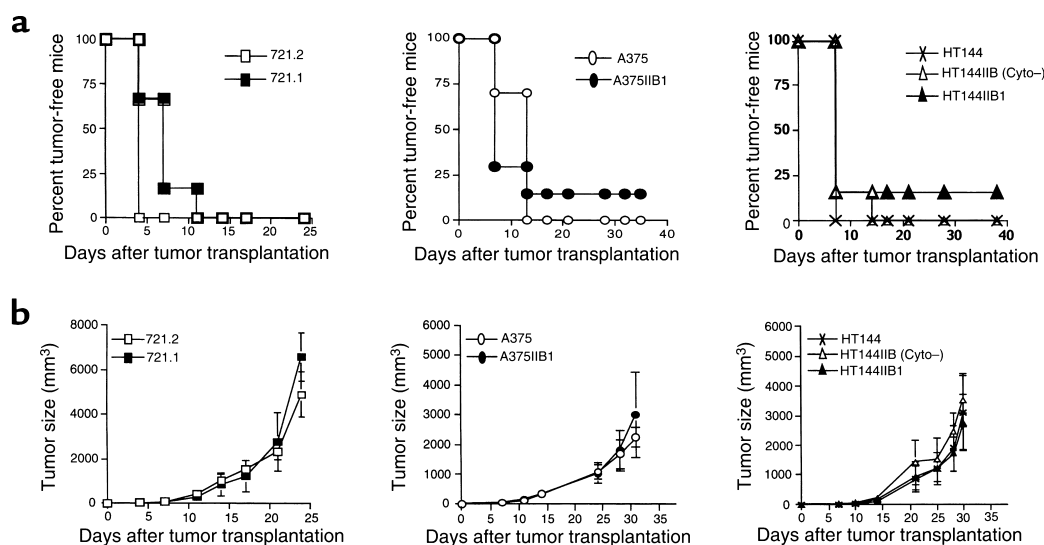 a
Percent tumor-free mice
100
75
50
25
0
0 5 10 15 20 25
Days after tumor transplantation
721.2
721.1
Percent tumor-free mice
100
75
50
25
0
0 10 20 30 40
Days after tumor transplantation
A375
A375IIB1
Percent tumor-free mice
100
75
50
25
0
0 10 20 30 40
Days after tumor transplantation
HT144
HT144IIB (Cyto–)
HT144IIB1
b
Tumor size (mm³)
8000
6000
4000
2000
0
0 5 10 15 20 25
Days after tumor transplantation
721.2
721.1
Tumor size (mm³)
6000
5000
4000
3000
2000
1000
0
0 5 10 15 20 25 30 35
Days after tumor transplantation
A375
A375IIB1
Tumor size (mm³)
6000
5000
4000
3000
2000
1000
0
0 5 10 15 20 25 30 35
Days after tumor transplantation
HT144
HT144IIB (Cyto–)
HT144IIB1